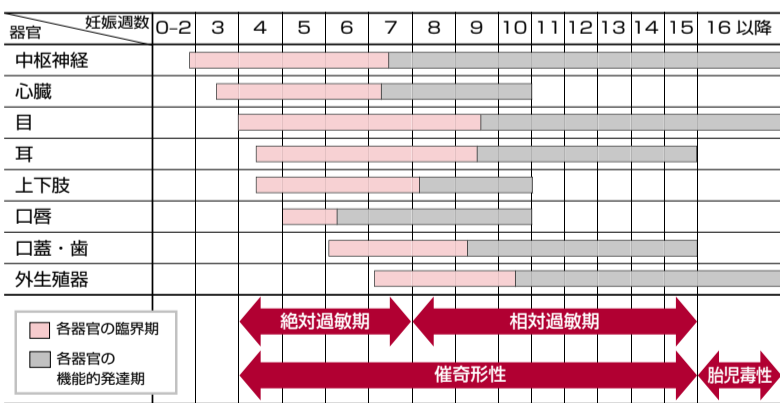 妊娠週数
器官
0–2 3 4 5 6 7 8 9 10 11 12 13 14 15 16 以降
中枢神経
心臓
目
耳
上下肢
口唇
口蓋・歯
外生殖器
各器官の臨界期
各器官の
機能的発達期
絶対過敏期 相対過敏期
催奇形性 胎児毒性